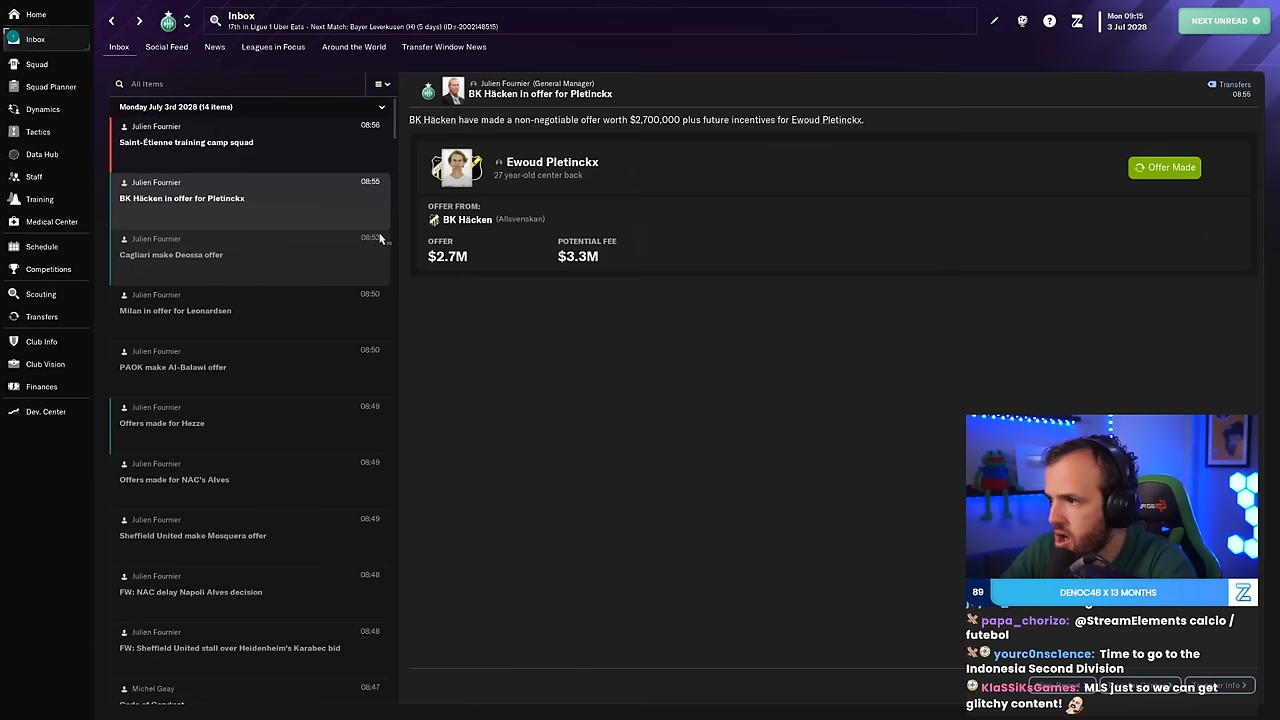 Home
Inbox
Squad
Squad Planner
Dynamics
Tactics
Data Hub
Staff
Training
Medical Center
Schedule
Competitions
Scouting
Transfers
Club Info
Club Vision
Finances
Dev. Center
Inbox
17th in Ligue 1 Uber Eats - Next Match: Bayer Leverkusen (H) (5 days) (ID:r-2002148515)
Mon 09:15
3 Jul 2028
NEXT UNREAD
Inbox Social Feed News Leagues in Focus Around the World Transfer Window News
All Items
Monday July 3rd 2028 (14 items)
Julien Fournier 08:56
Saint-Étienne training camp squad
Julien Fournier 08:55
BK Häcken in offer for Pletinckx
Julien Fournier 08:53
Cagliari make Deossa offer
Julien Fournier 08:50
Milan in offer for Leonardsen
Julien Fournier 08:50
PAOK make Al-Balawi offer
Julien Fournier 08:49
Offers made for Hezze
Julien Fournier 08:49
Offers made for NAC's Alves
Julien Fournier 08:49
Sheffield United make Mosquera offer
Julien Fournier 08:48
FW: NAC delay Napoli Alves decision
Julien Fournier 08:48
FW: Sheffield United stall over Heidenheim's Karabec bid
Michel Geay 08:47
Code of Conduct
Julien Fournier (General Manager)
BK Häcken in offer for Pletinckx
Transfers
08:55
BK Häcken have made a non-negotiable offer worth $2,700,000 plus future incentives for Ewoud Pletinckx.
Ewoud Pletinckx
27 year-old center back
Offer Made
OFFER FROM:
BK Häcken (Allsvenskan)
OFFER POTENTIAL FEE
$2.7M $3.3M
89 DENOC48 X 13 MONTHS
papa_chorizo: @StreamElements calcio /
futebol
yourc0nsc1ence: Time to go to the
Indonesia Second Division
KlaSSiKsGames: MLS just so we can get
glitchy content!